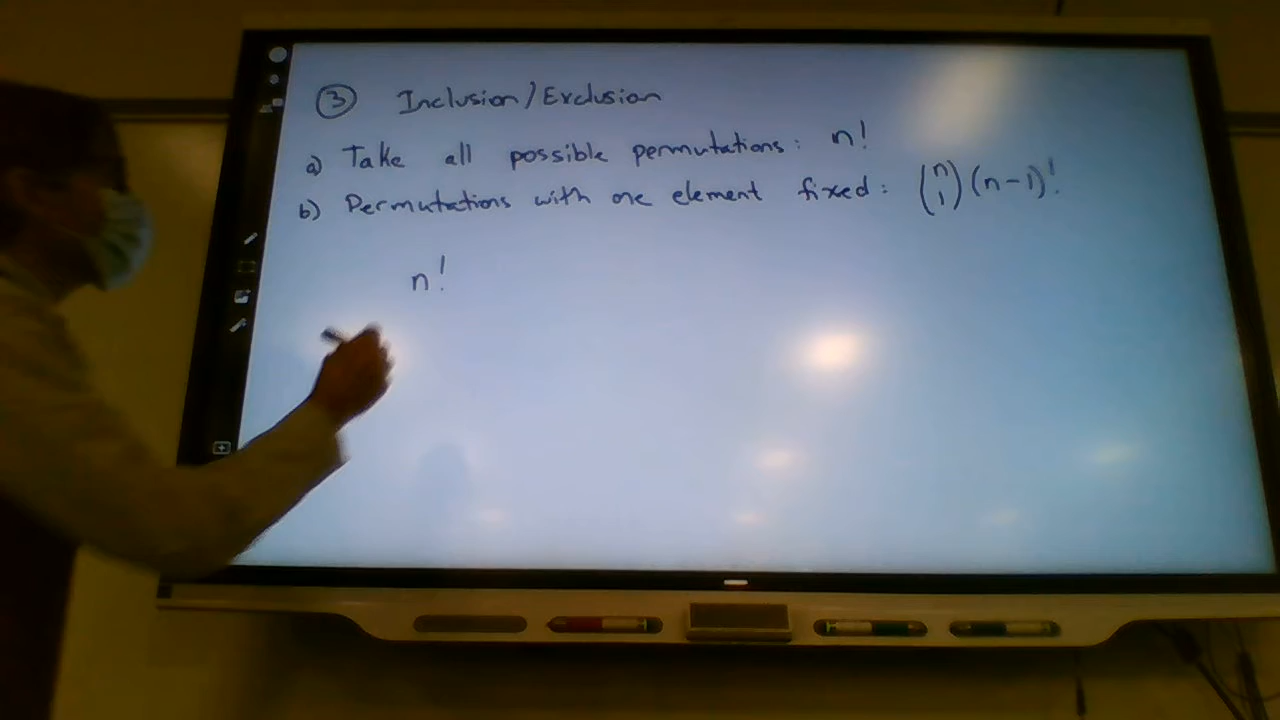 ③ Inclusion/Exclusion
a) Take all possible permutations: n!
b) Permutations with one element fixed: (n 1)(n-1)!
n!